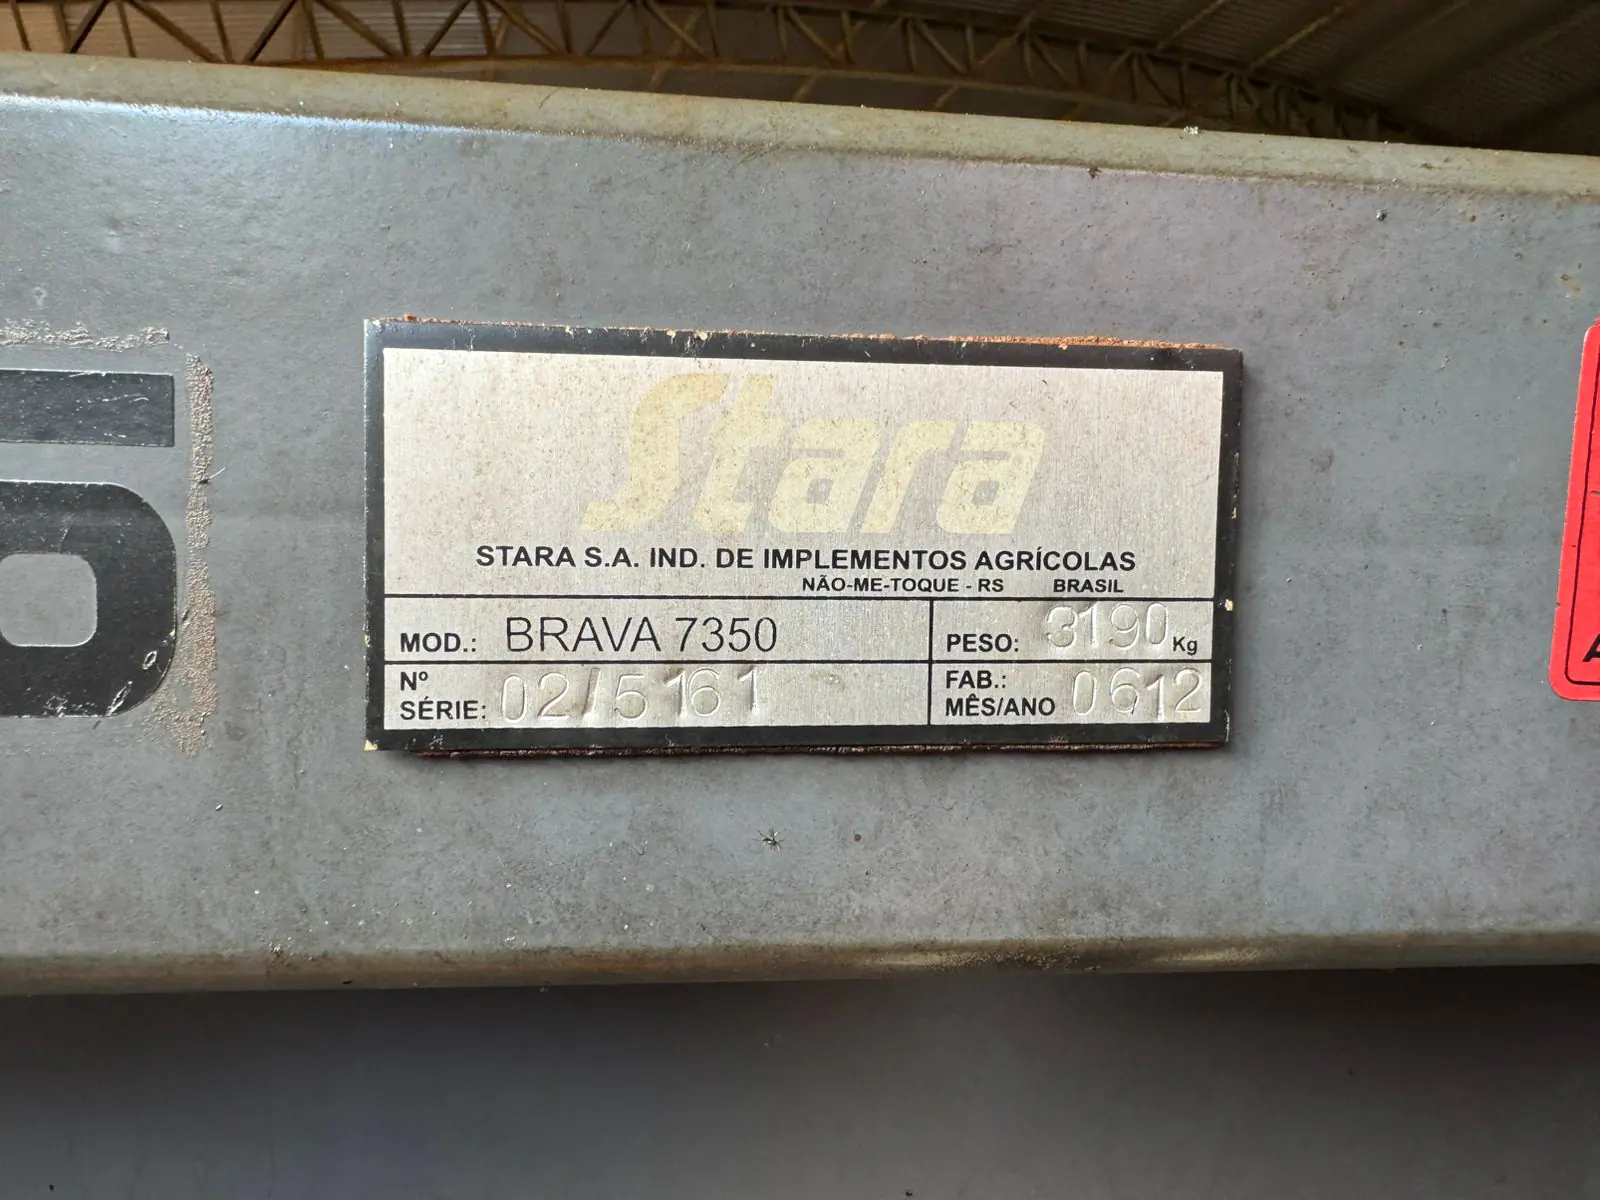 Stara
STARA S.A. IND. DE IMPLEMENTOS AGRÍCOLAS
NÃO-ME-TOQUE - RS BRASIL
MOD.: BRAVA 7350 PESO: 3190 Kg
Nº SÉRIE: 02/5161 FAB.: MÊS/ANO 0612